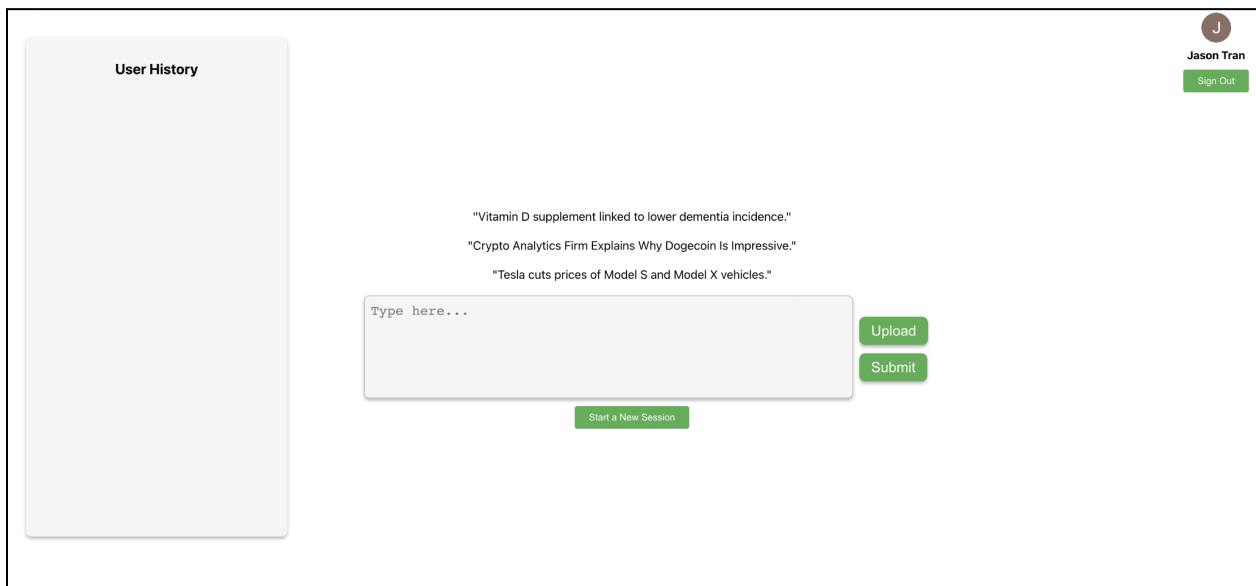 J
Jason Tran
Sign Out
User History
"Vitamin D supplement linked to lower dementia incidence."
"Crypto Analytics Firm Explains Why Dogecoin Is Impressive."
"Tesla cuts prices of Model S and Model X vehicles."
Type here...
Upload
Submit
Start a New Session